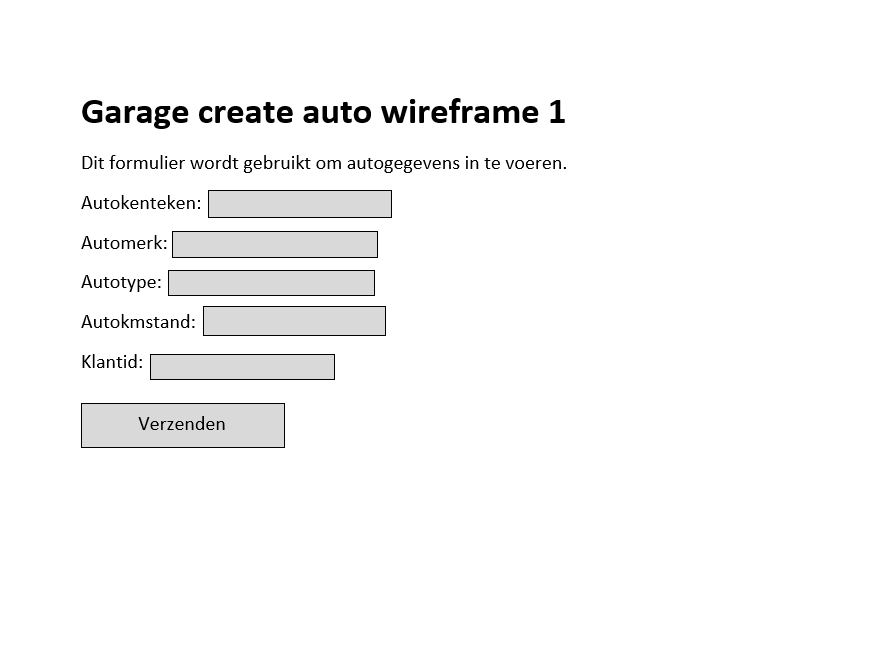 Garage create auto wireframe 1
Dit formulier wordt gebruikt om autogegevens in te voeren.
Autokenteken:
Automerk:
Autotype:
Autokmstand:
Klantid:
Verzenden